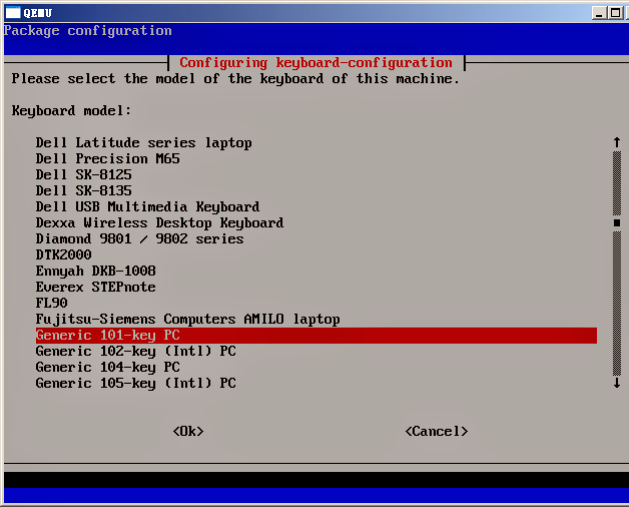 QEMU
Package configuration
Configuring keyboard-configuration
Please select the model of the keyboard of this machine.
Keyboard model:
Dell Latitude series laptop
Dell Precision M65
Dell SK-8125
Dell SK-8135
Dell USB Multimedia Keyboard
Dexxa Wireless Desktop Keyboard
Diamond 9801 / 9802 series
DTK2000
Ennyah DKB-1008
Everex STEPnote
FL90
Fujitsu-Siemens Computers AMILO laptop
Generic 101-key PC
Generic 102-key (Intl) PC
Generic 104-key PC
Generic 105-key (Intl) PC
<Ok> <Cancel>